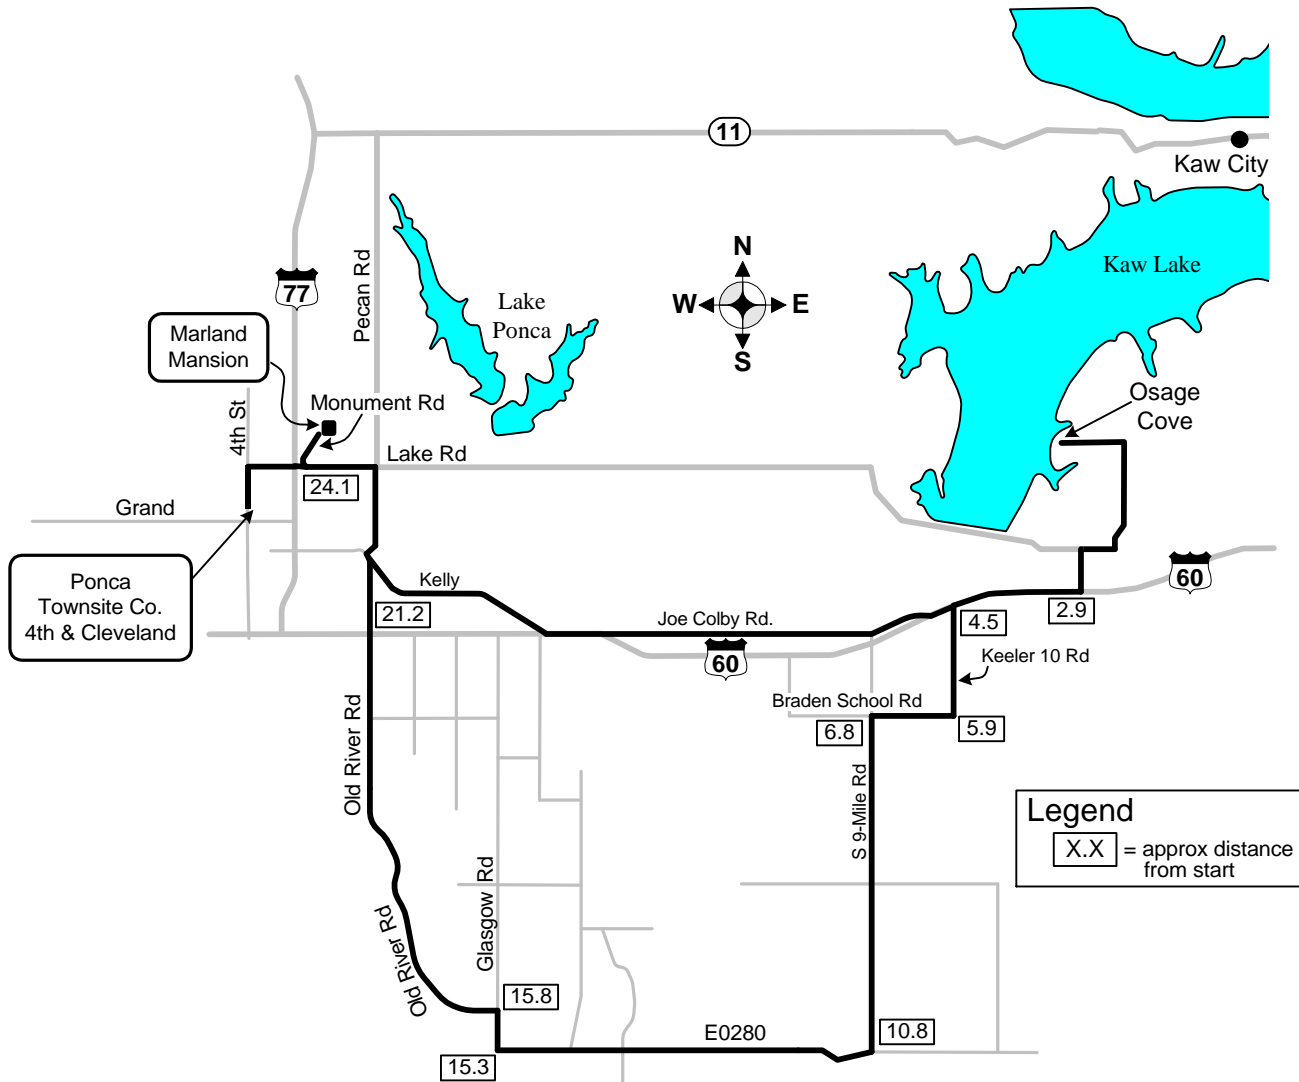 11
Kaw City
Kaw Lake
N
W
E
S
77
Pecan Rd
Lake
Ponca
Marland
Mansion
4th St
Monument Rd
Osage
Cove
Lake Rd
24.1
Grand
Ponca
Townsite Co.
4th & Cleveland
Kelly
21.2
Joe Colby Rd.
60
2.9
4.5
60
Keeler 10 Rd
Braden School Rd
6.8
5.9
Old River Rd
S 9-Mile Rd
Legend
X.X = approx distance
from start
Glasgow Rd
Old River Rd
15.8
E0280
10.8
15.3